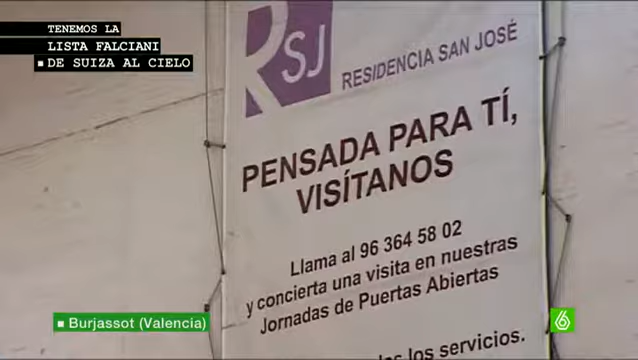 TENEMOS LA
LISTA FALCIANI
DE SUIZA AL CIELO
RSJ
RESIDENCIA SAN JOSÉ
PENSADA PARA TÍ,
VISÍTANOS
Llama al 96 364 58 02
y concierta una visita en nuestras
Jornadas de Puertas Abiertas
los servicios.
Burjassot (Valencia)
6